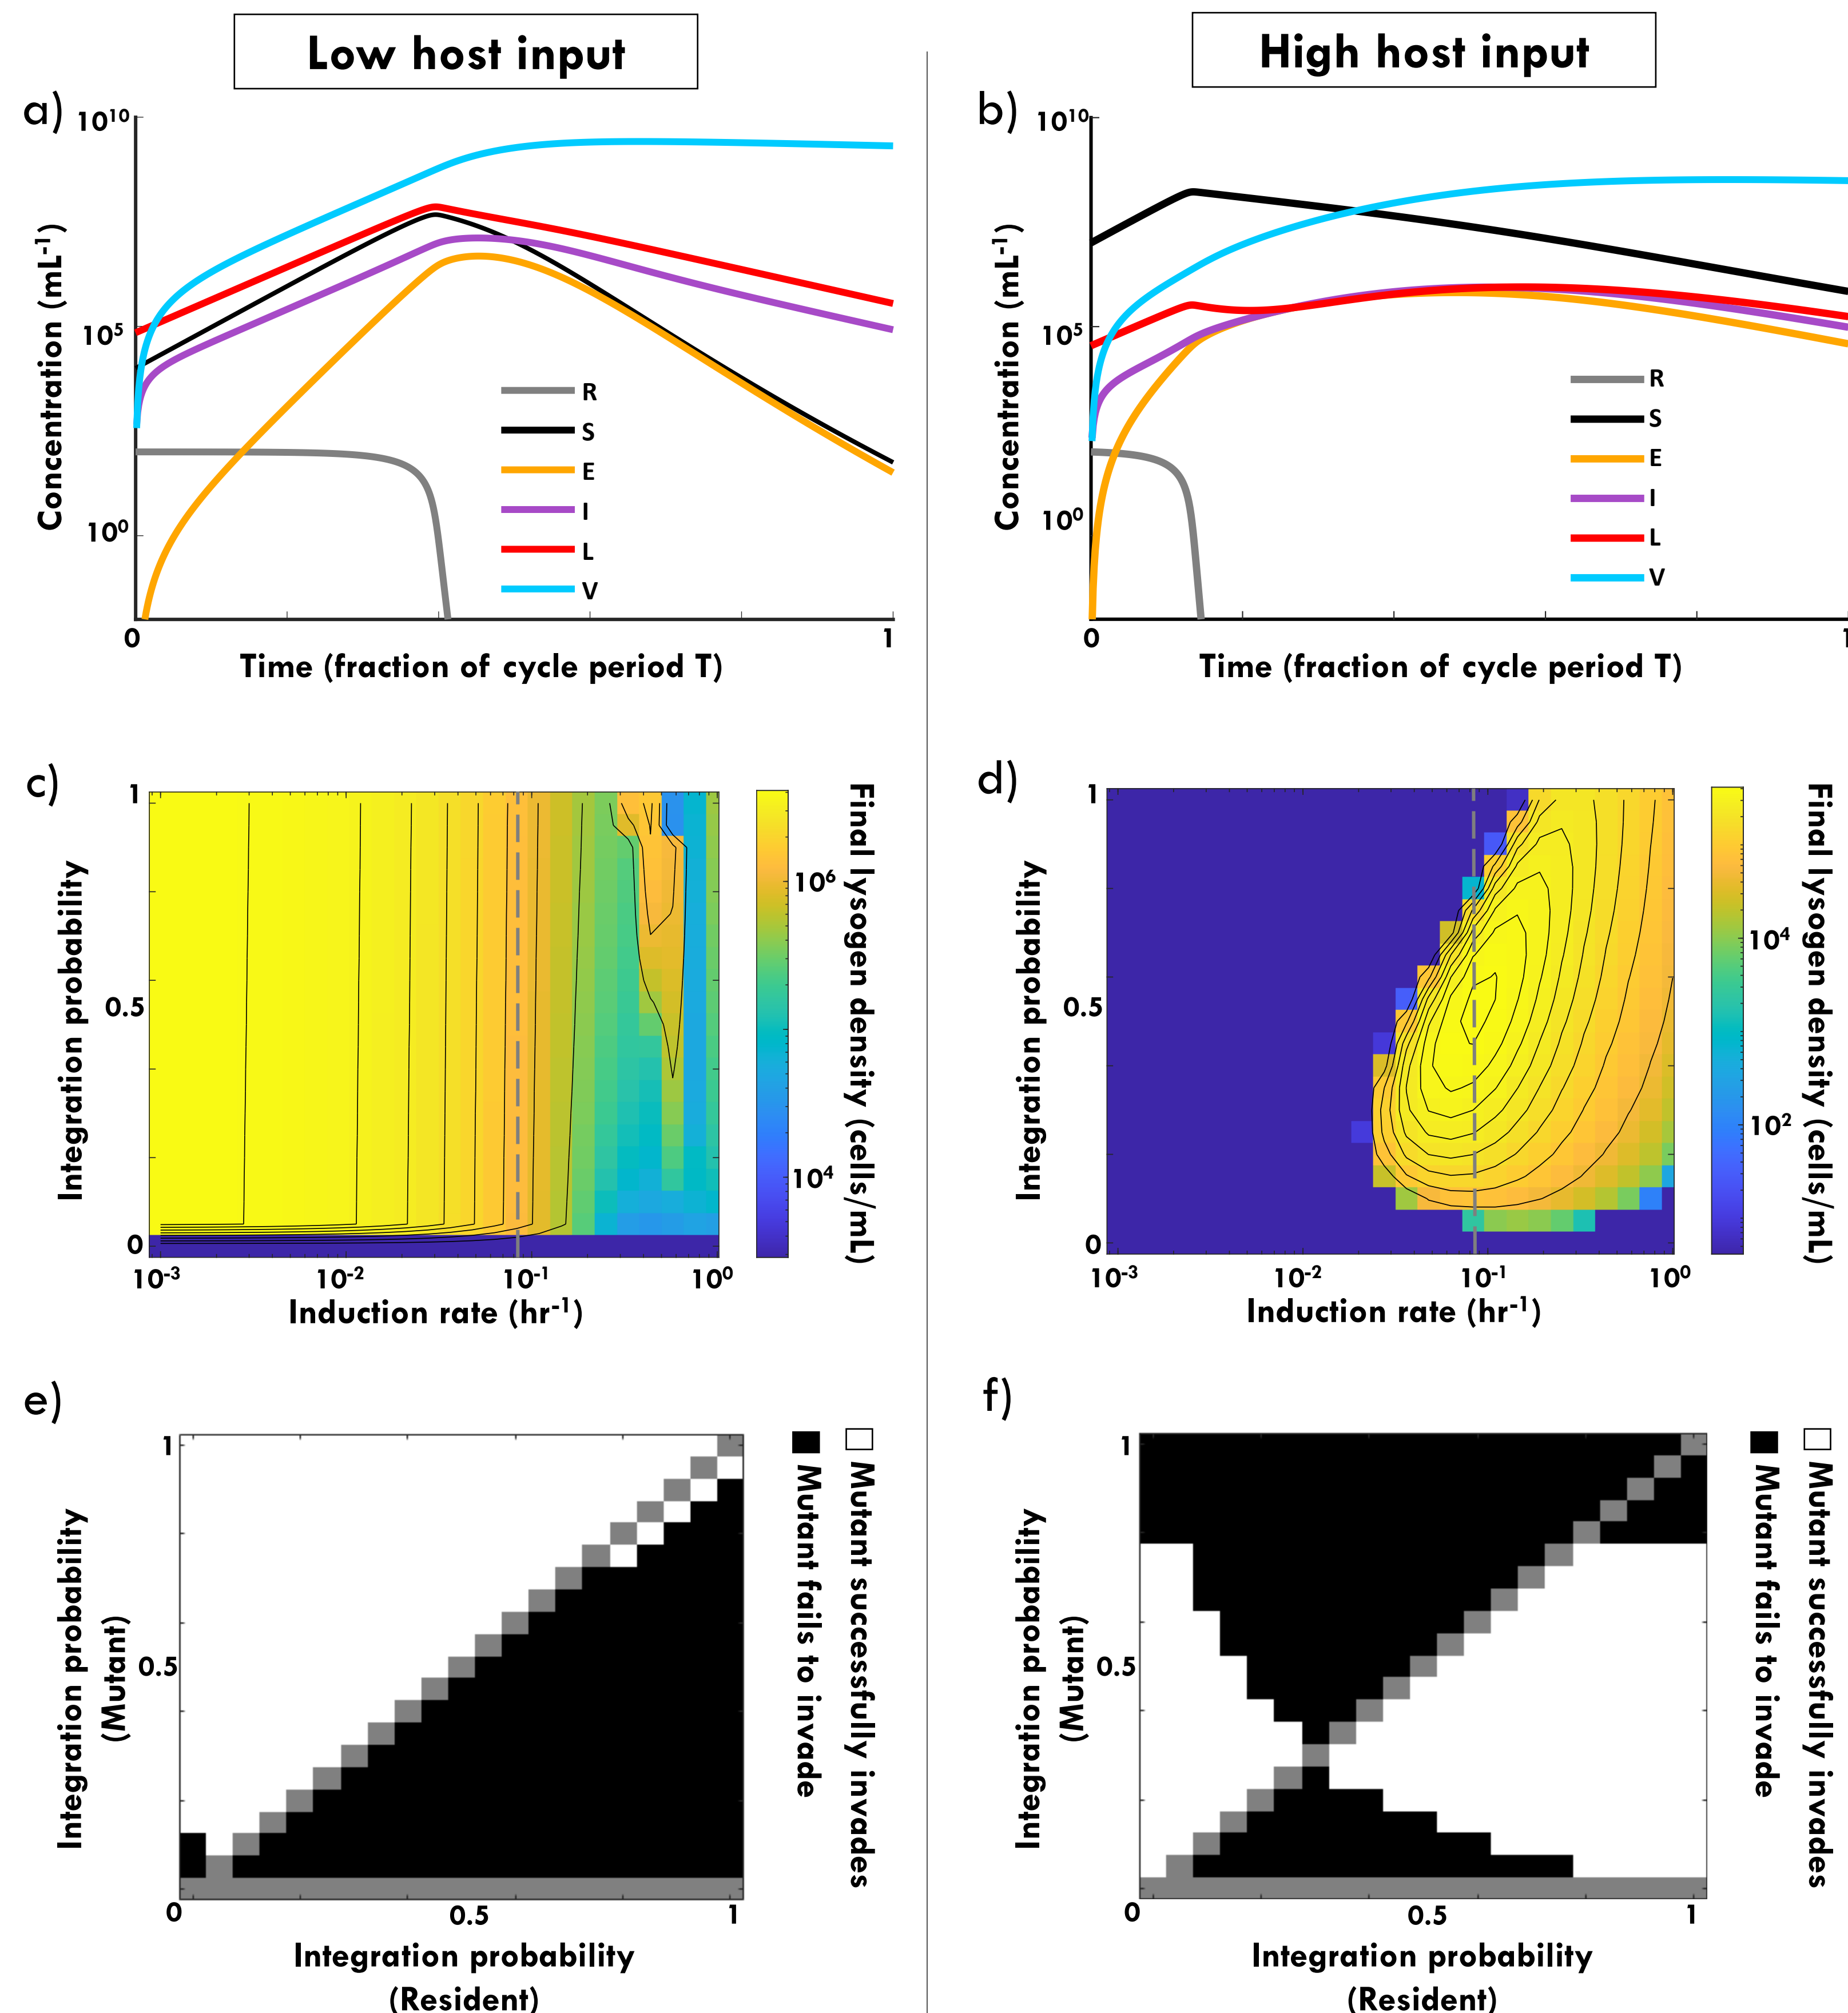 Low host input
High host input
a)
10¹⁰
10⁵
10⁰
Concentration (mL⁻¹)
R
S
E
I
L
V
0
1
Time (fraction of cycle period T)
b)
10¹⁰
10⁵
10⁰
Concentration (mL⁻¹)
R
S
E
I
L
V
0
1
Time (fraction of cycle period T)
c)
1
0.5
0
Integration probability
10⁻³
10⁻²
10⁻¹
10⁰
Induction rate (hr⁻¹)
10⁶
10⁴
Final lysogen density (cells/mL)
d)
1
0.5
0
Integration probability
10⁻³
10⁻²
10⁻¹
10⁰
Induction rate (hr⁻¹)
10⁴
10²
Final lysogen density (cells/mL)
e)
1
0.5
0
0.5
1
Integration probability
(Mutant)
Integration probability
(Resident)
Mutant successfully invades
Mutant fails to invade
f)
1
0.5
0
0.5
1
Integration probability
(Mutant)
Integration probability
(Resident)
Mutant successfully invades
Mutant fails to invade